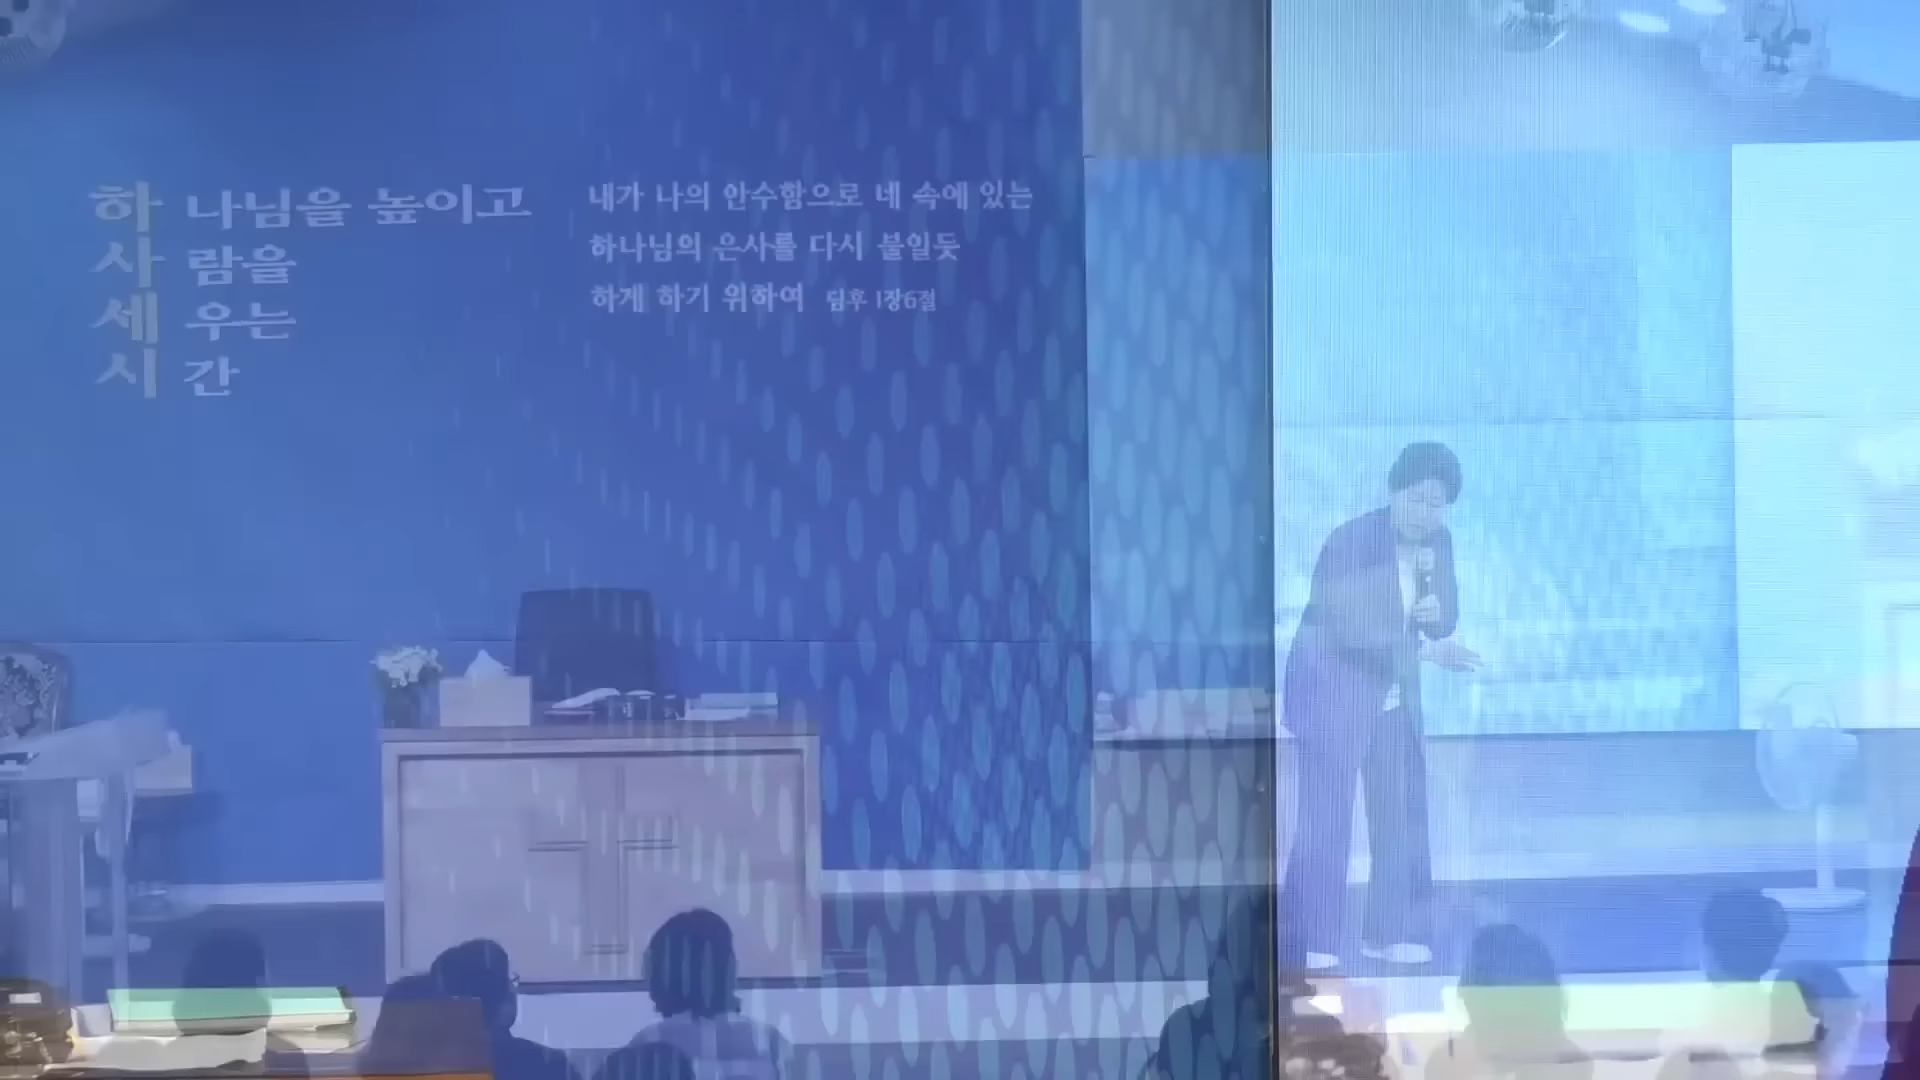 하나님을 높이고
사람을
세우는
시간
내가 나의 안수함으로 네 속에 있는
하나님의 은사를 다시 불일듯
하게 하기 위하여 딤후 1장6절